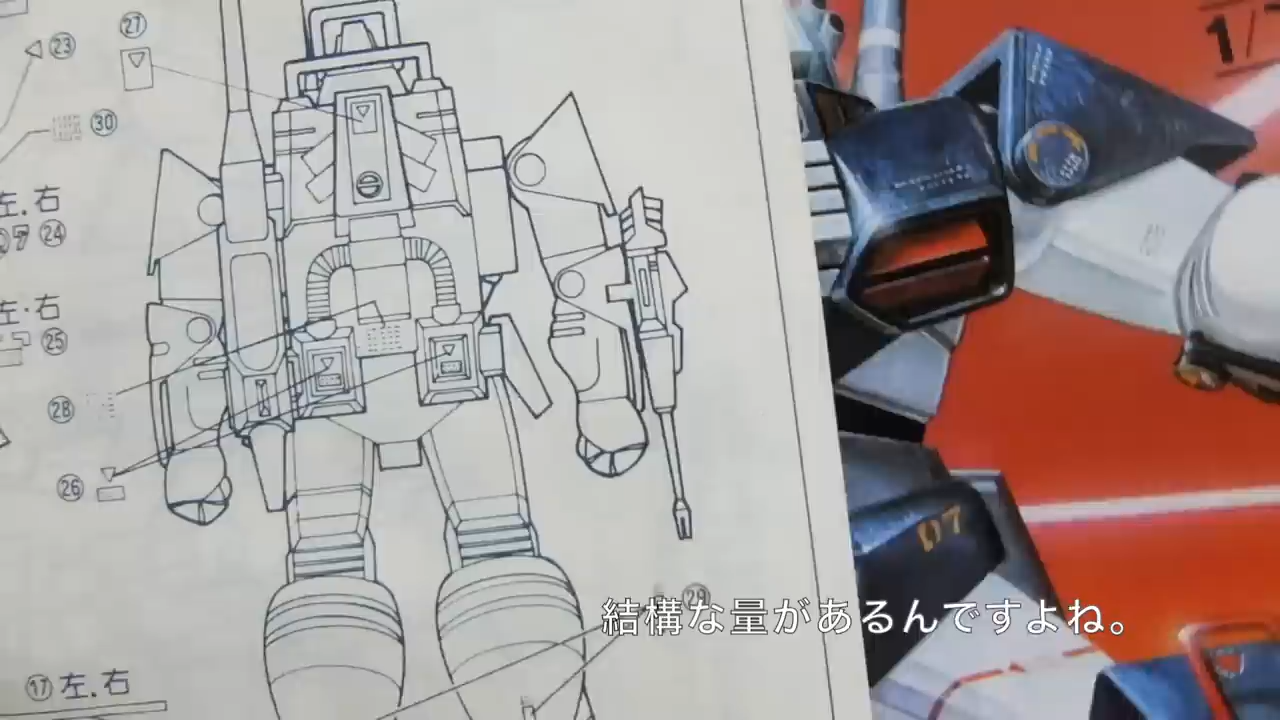 ㉗
㉓
㉚
左.右
㉔
左.右
㉕
㉘
㉖
㉙
⑰ 左.右
1/
D7
結構な量があるんですよね。